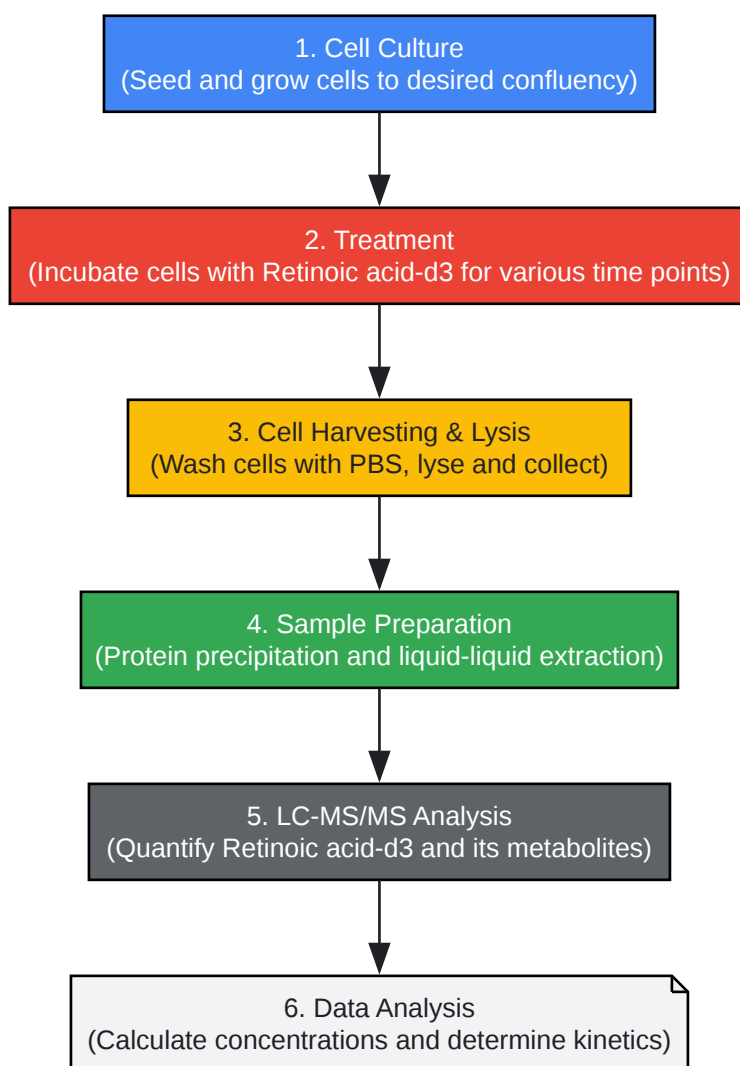 1. Cell Culture
(Seed and grow cells to desired confluency)
2. Treatment
(Incubate cells with Retinoic acid-d3 for various time points)
3. Cell Harvesting & Lysis
(Wash cells with PBS, lyse and collect)
4. Sample Preparation
(Protein precipitation and liquid-liquid extraction)
5. LC-MS/MS Analysis
(Quantify Retinoic acid-d3 and its metabolites)
6. Data Analysis
(Calculate concentrations and determine kinetics)